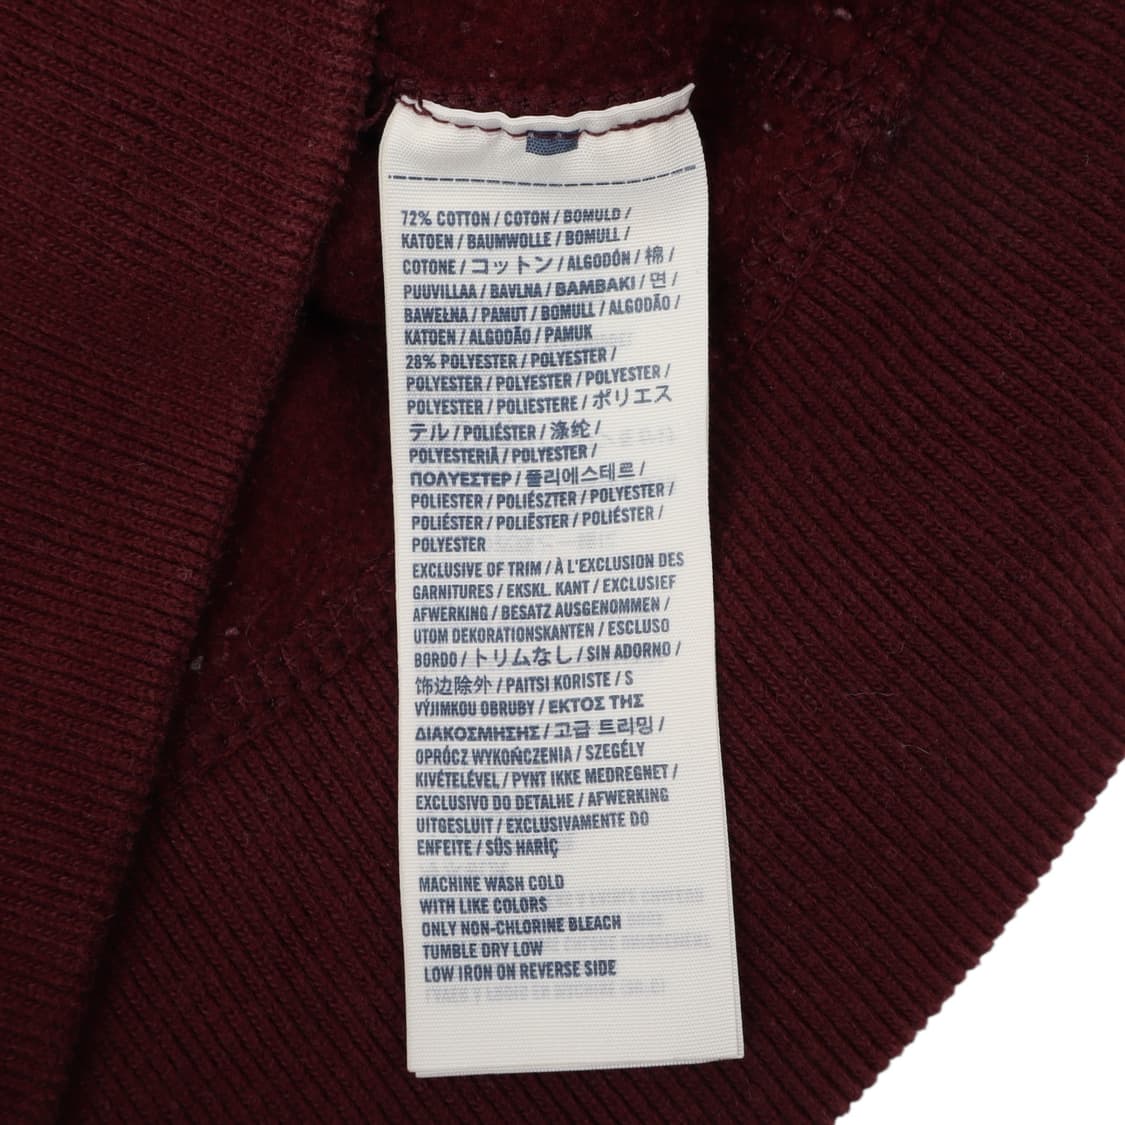 72% COTTON / COTON / BOMULD /
KATOEN / BAUMWOLLE / BOMULL /
COTONE / コットン / ALGODÓN / 棉 /
PUUVILLAA / BAVLNA / ΒΑΜΒΑΚΙ / 면 /
BAWEŁNA / PAMUT / BOMULL / ALGODÃO /
KATOEN / ALGODÃO / PAMUK
28% POLYESTER / POLYESTER /
POLYESTER / POLYESTER / POLYESTER /
POLYESTER / POLIESTERE / ポリエス
テル / POLIÉSTER / 涤纶 /
POLYESTERIÄ / POLYESTER /
ΠΟΛΥΕΣΤΕΡ / 폴리에스테르 /
POLIESTER / POLIÉSZTER / POLYESTER /
POLIÉSTER / POLIËSTER / POLIÉSTER /
POLYESTER
EXCLUSIVE OF TRIM / À L'EXCLUSION DES
GARNITURES / EKSKL. KANT / EXCLUSIEF
AFWERKING / BESATZ AUSGENOMMEN /
UTOM DEKORATIONSKANTEN / ESCLUSO
BORDO / トリムなし / SIN ADORNO /
饰边除外 / PAITSI KORISTE / S
VÝJIMKOU OBRUBY / ΕΚΤΟΣ ΤΗΣ
ΔΙΑΚΟΣΜΗΣΗΣ / 고급 트리밍 /
OPRÓCZ WYKOŃCZENIA / SZEGÉLY
KIVÉTELÉVEL / PYNT IKKE MEDREGNET /
EXCLUSIVO DO DETALHE / AFWERKING
UITGESLUIT / EXCLUSIVAMENTE DO
ENFEITE / SÜS HARİÇ
MACHINE WASH COLD
WITH LIKE COLORS
ONLY NON-CHLORINE BLEACH
TUMBLE DRY LOW
LOW IRON ON REVERSE SIDE